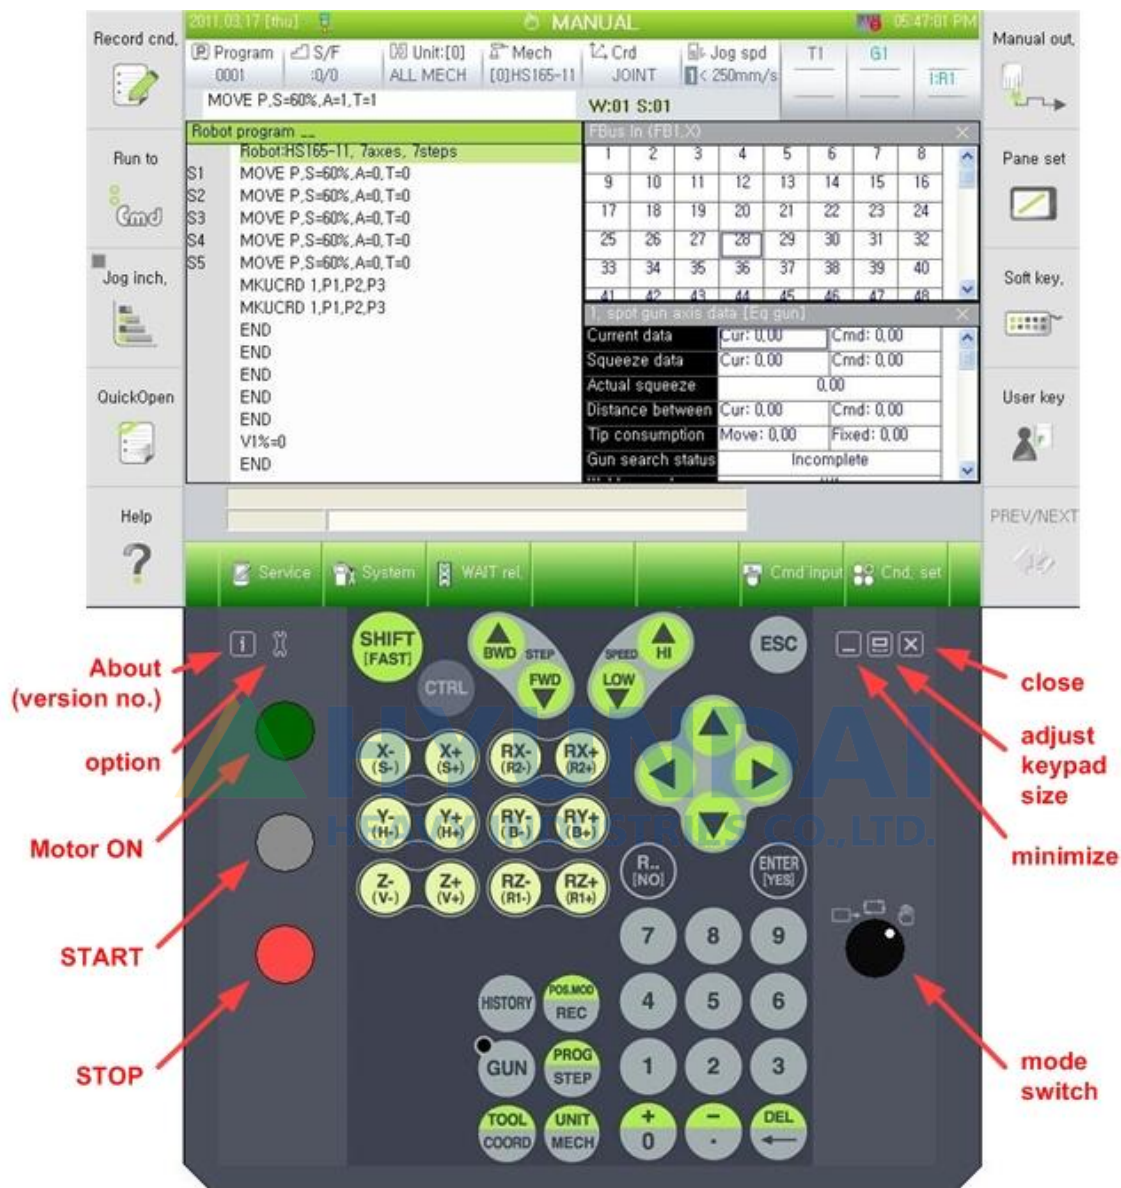 Record cnd.
2011.03.17 [thu] MANUAL 05:47:01 PM
Manual out.
P Program S/F Unit:[0] Mech Crd Jog spd T1 G1
0001 :0/0 ALL MECH [0]HS165-11 JOINT 1 < 250mm/s I:R1
MOVE P,S=60%,A=1,T=1
W:01 S:01
Robot program __
Robot:HS165-11, 7axes, 7steps
S1 MOVE P,S=60%,A=0,T=0
S2 MOVE P,S=60%,A=0,T=0
S3 MOVE P,S=60%,A=0,T=0
S4 MOVE P,S=60%,A=0,T=0
S5 MOVE P,S=60%,A=0,T=0
MKUCRD 1,P1,P2,P3
MKUCRD 1,P1,P2,P3
END
END
END
END
END
V1%=0
END
FBus In (FB1.X)
1 2 3 4 5 6 7 8
9 10 11 12 13 14 15 16
17 18 19 20 21 22 23 24
25 26 27 28 29 30 31 32
33 34 35 36 37 38 39 40
41 42 43 44 45 46 47 48
1, spot gun axis data [Eq gun]
Current data Cur: 0.00 Cmd: 0.00
Squeeze data Cur: 0.00 Cmd: 0.00
Actual squeeze 0.00
Distance between Cur: 0.00 Cmd: 0.00
Tip consumption Move: 0.00 Fixed: 0.00
Gun search status Incomplete
Run to
Cmd
Jog inch.
QuickOpen
Help
?
Pane set
Soft key.
User key
F
PREV/NEXT
Service System WAIT rel. Cmd input Cnd. set
i
SHIFT
[FAST]
CTRL
BWD STEP
FWD
SPEED HI
LOW
ESC
About
(version no.)
option
Motor ON
START
STOP
close
adjust
keypad
size
minimize
mode
switch
HYUNDAI
HEAVY INDUSTRIES CO.,LTD.
X- X+ RX- RX+
(S-) (S+) (R2-) (R2+)
Y- Y+ RY- RY+
(H-) (H+) (B-) (B+)
Z- Z+ RZ- RZ+
(V-) (V+) (R1-) (R1+)
R..
[NO]
ENTER
[YES]
7 8 9
HISTORY
POS.MOD
REC
4 5 6
GUN
PROG
STEP
1 2 3
TOOL
COORD
UNIT
MECH
+
0
-
.
DEL